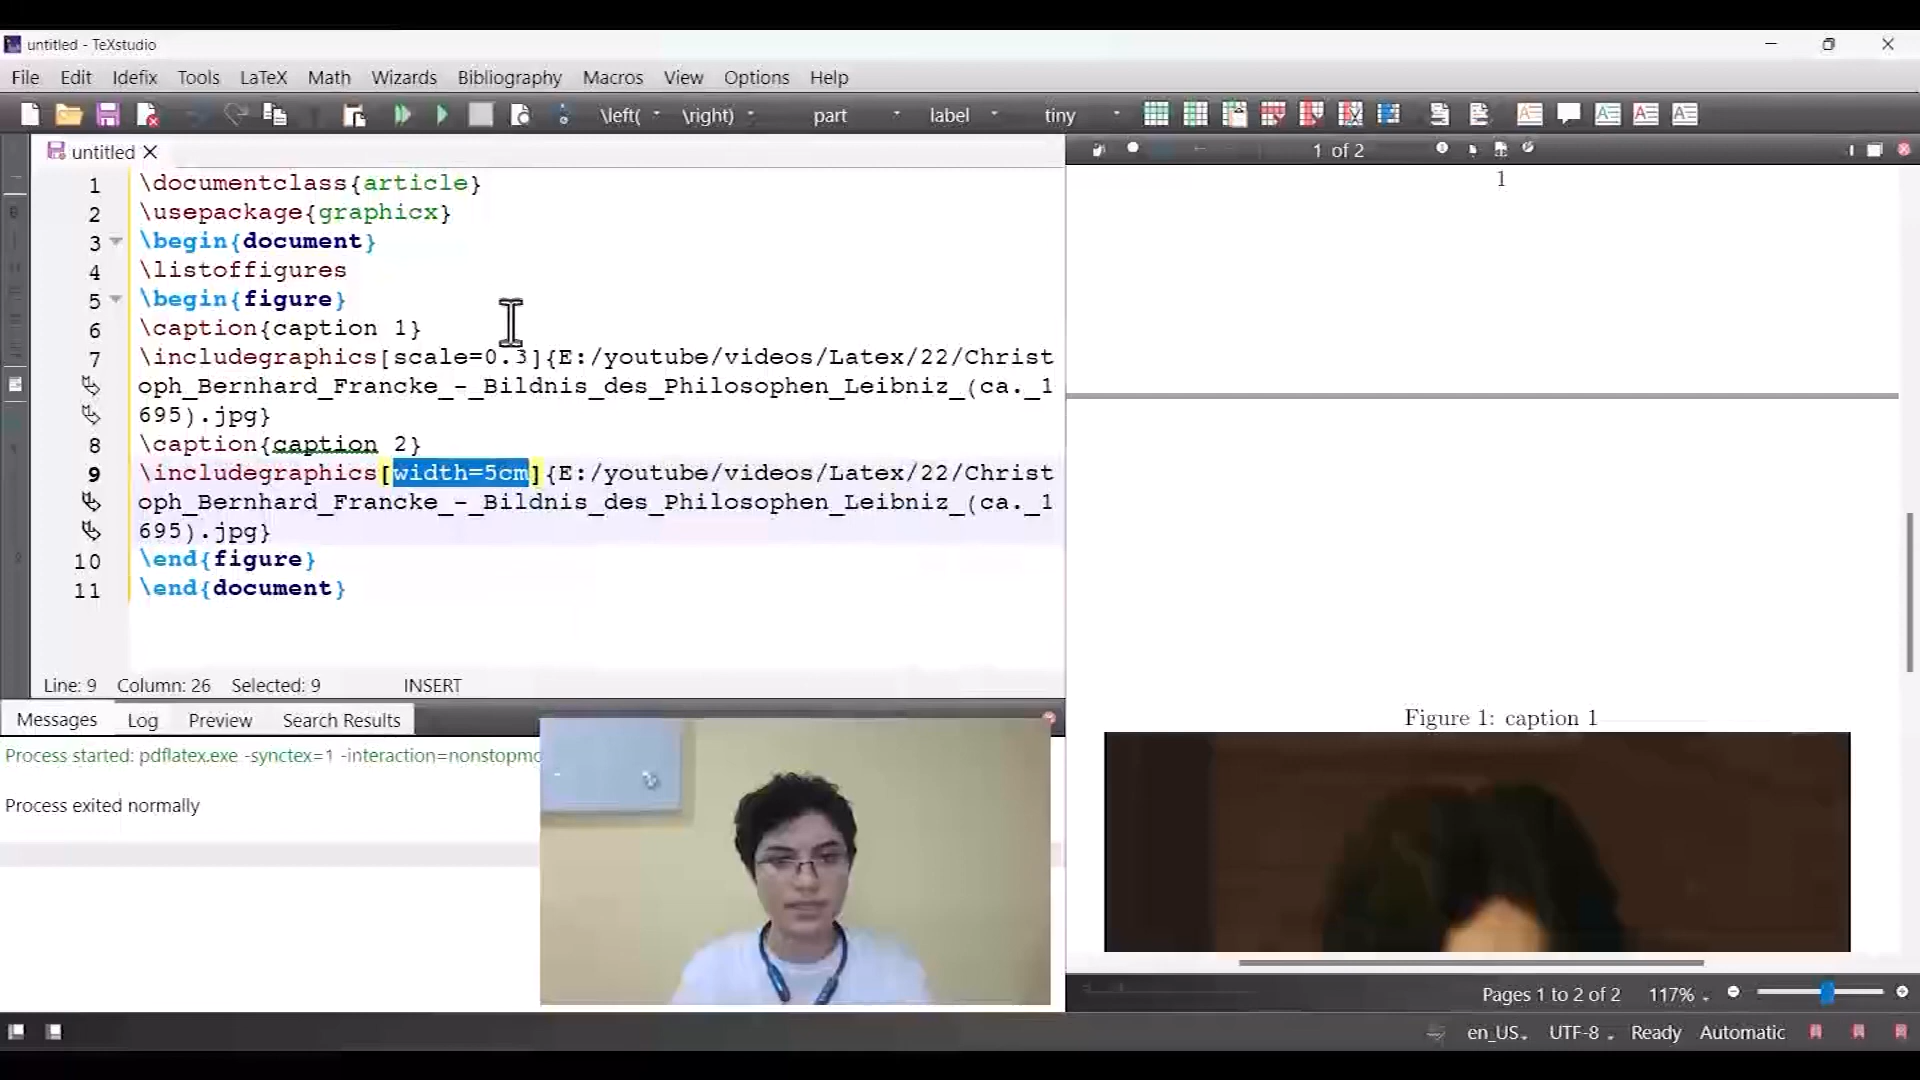 untitled - TeXstudio
File Edit Idefix Tools LaTeX Math Wizards Bibliography Macros View Options Help
\left( \right) part label tiny
untitled
1 of 2
1 \documentclass{article}
2 \usepackage{graphicx}
3 \begin{document}
4 \listoffigures
5 \begin{figure}
6 \caption{caption 1}
7 \includegraphics[scale=0.3]{E:/youtube/videos/Latex/22/Christ
oph_Bernhard_Francke_-_Bildnis_des_Philosophen_Leibniz_(ca._1
695).jpg}
8 \caption{caption 2}
9 \includegraphics[width=5cm]{E:/youtube/videos/Latex/22/Christ
oph_Bernhard_Francke_-_Bildnis_des_Philosophen_Leibniz_(ca._1
695).jpg}
10 \end{figure}
11 \end{document}
Line: 9 Column: 26 Selected: 9 INSERT
Messages Log Preview Search Results
Process started: pdflatex.exe -synctex=1 -interaction=nonstopmo
Process exited normally
1
Figure 1: caption 1
Pages 1 to 2 of 2 117%
en_US UTF-8 Ready Automatic